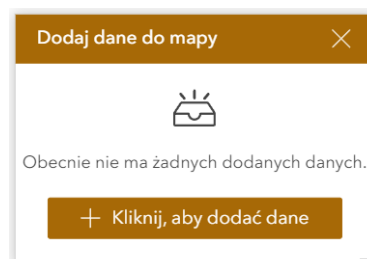 Dodaj dane do mapy
Obecnie nie ma żadnych dodanych danych.
Kliknij, aby dodać dane